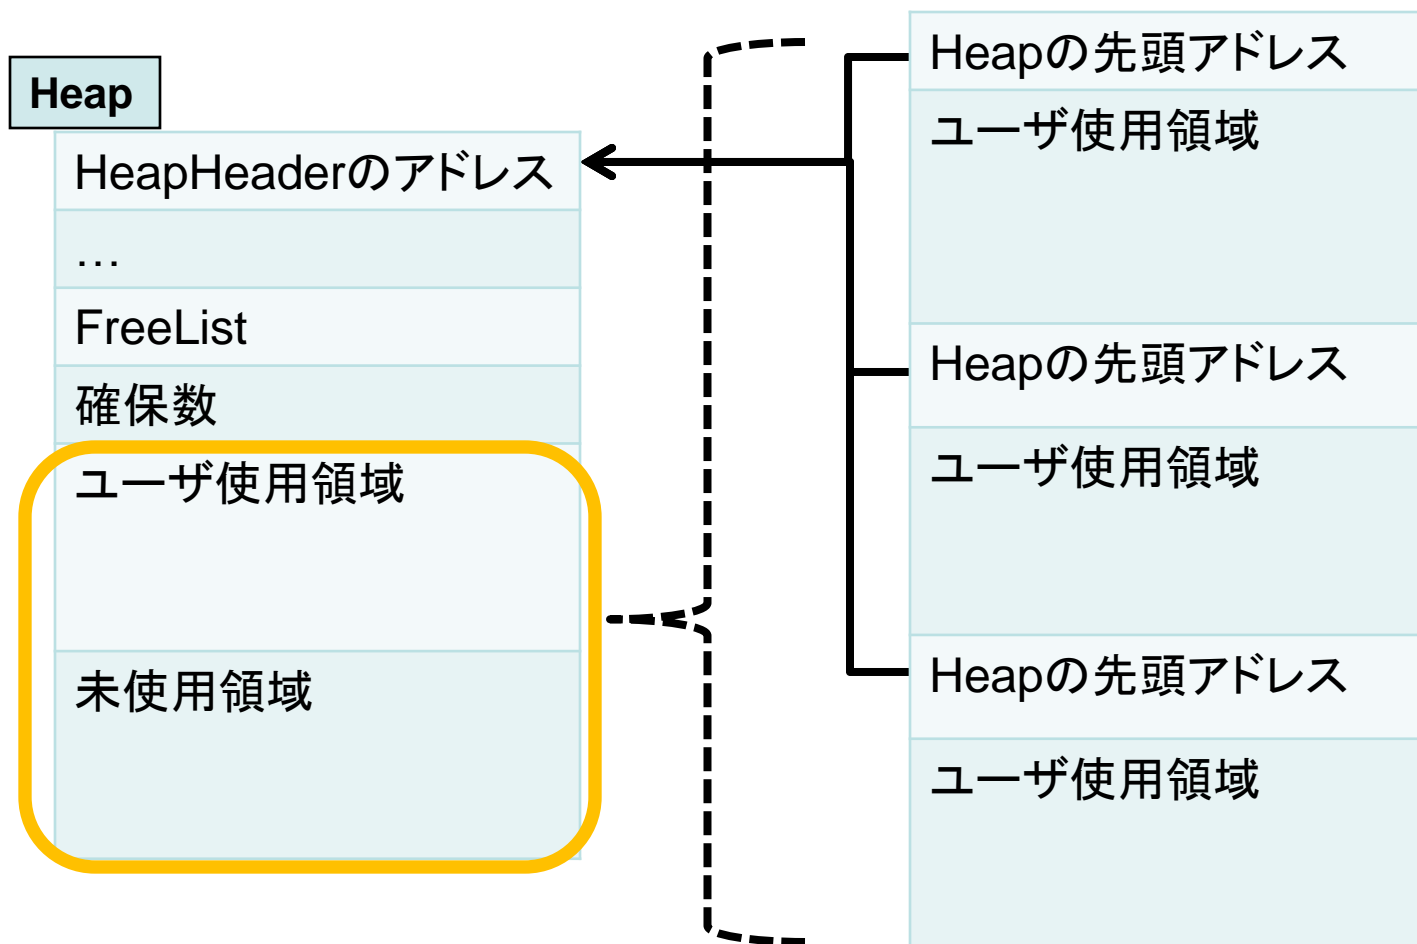 Heap
HeapHeaderのアドレス
…
FreeList
確保数
ユーザ使用領域
未使用領域
Heapの先頭アドレス
ユーザ使用領域
Heapの先頭アドレス
ユーザ使用領域
Heapの先頭アドレス
ユーザ使用領域